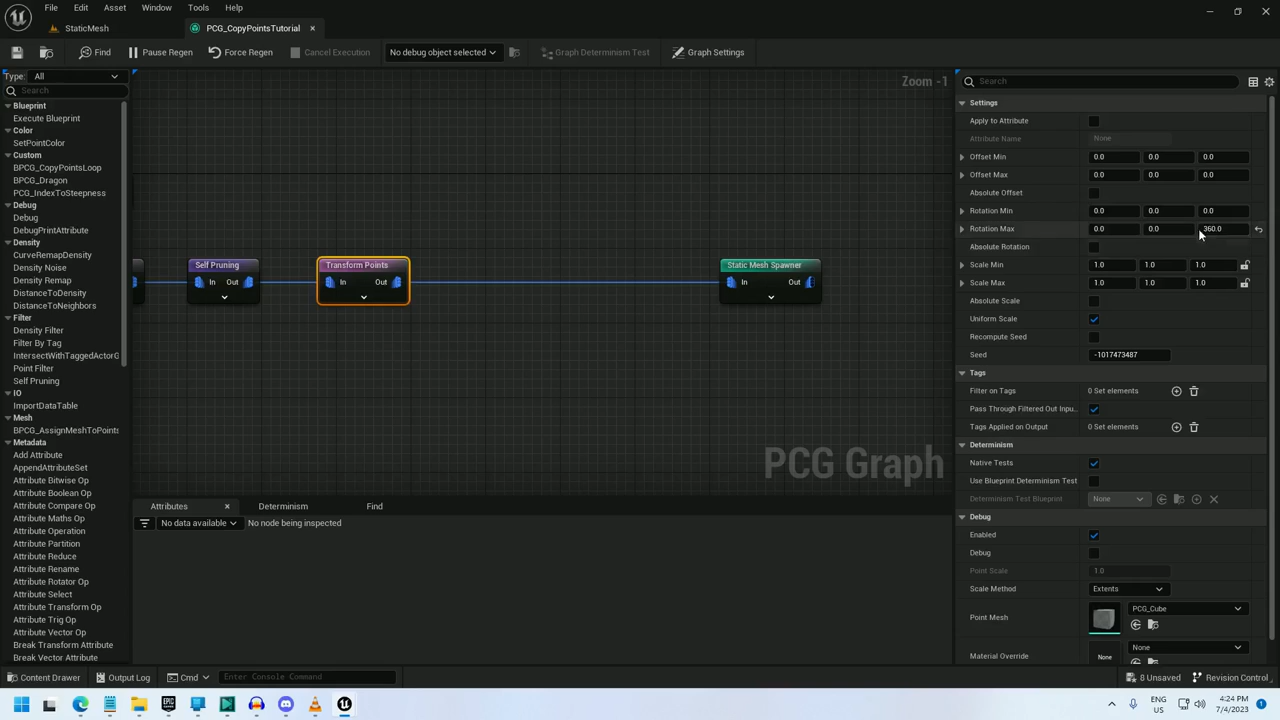 File Edit Asset Window Tools Help
StaticMesh PCG_CopyPointsTutorial
Find Pause Regen Force Regen Cancel Execution No debug object selected Graph Determinism Test Graph Settings
Type: All
Search
Blueprint
Execute Blueprint
Color
SetPointColor
Custom
BPCG_CopyPointsLoop
BPCG_Dragon
PCG_IndexToSteepness
Debug
Debug
DebugPrintAttribute
Density
CurveRemapDensity
Density Noise
Density Remap
DistanceToDensity
DistanceToNeighbors
Filter
Density Filter
Filter By Tag
IntersectWithTaggedActorG
Point Filter
Self Pruning
IO
ImportDataTable
Mesh
BPCG_AssignMeshToPoints
Metadata
Add Attribute
AppendAttributeSet
Attribute Bitwise Op
Attribute Boolean Op
Attribute Compare Op
Attribute Maths Op
Attribute Operation
Attribute Partition
Attribute Reduce
Attribute Rename
Attribute Rotator Op
Attribute Select
Attribute Transform Op
Attribute Trig Op
Attribute Vector Op
Break Transform Attribute
Break Vector Attribute
Zoom -1
Self Pruning
In Out
Transform Points
In Out
Static Mesh Spawner
In Out
PCG Graph
Attributes Determinism Find
No data available No node being inspected
Search
Settings
Apply to Attribute
Attribute Name None
Offset Min 0.0 0.0 0.0
Offset Max 0.0 0.0 0.0
Absolute Offset
Rotation Min 0.0 0.0 0.0
Rotation Max 0.0 0.0 360.0
Absolute Rotation
Scale Min 1.0 1.0 1.0
Scale Max 1.0 1.0 1.0
Absolute Scale
Uniform Scale
Recompute Seed
Seed -1017473487
Tags
Filter on Tags 0 Set elements
Pass Through Filtered Out Inpu...
Tags Applied on Output 0 Set elements
Determinism
Native Tests
Use Blueprint Determinism Test
Determinism Test Blueprint None
Debug
Enabled
Debug
Point Scale 1.0
Scale Method Extents
Point Mesh PCG_Cube
Material Override None None
Content Drawer Output Log Cmd Enter Console Command 8 Unsaved Revision Control
ENG
US
4:24 PM
7/4/2023